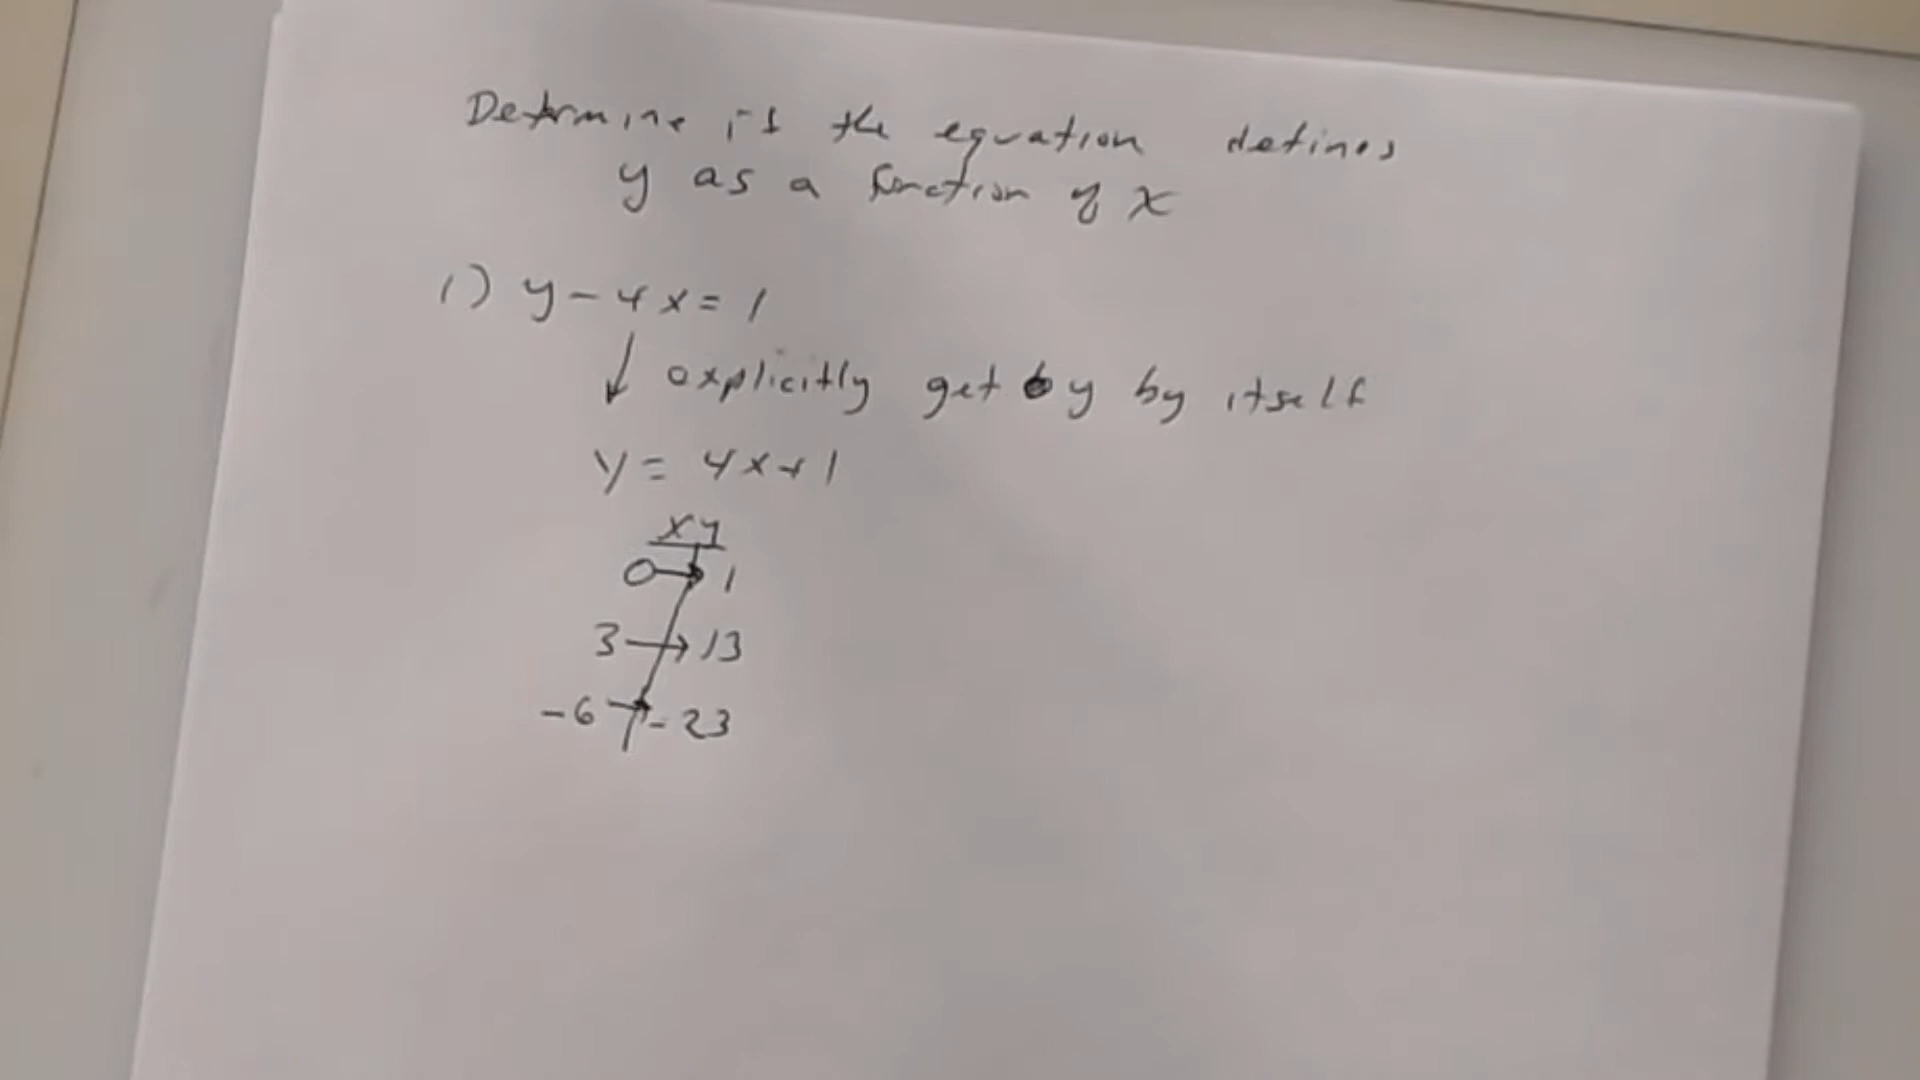 Determine if the equation defines
y as a function of x
1) y - 4x = 1
↓ explicitly get y by itself
y = 4x + 1
x y
0 → 1
3 → 13
-6 → -23